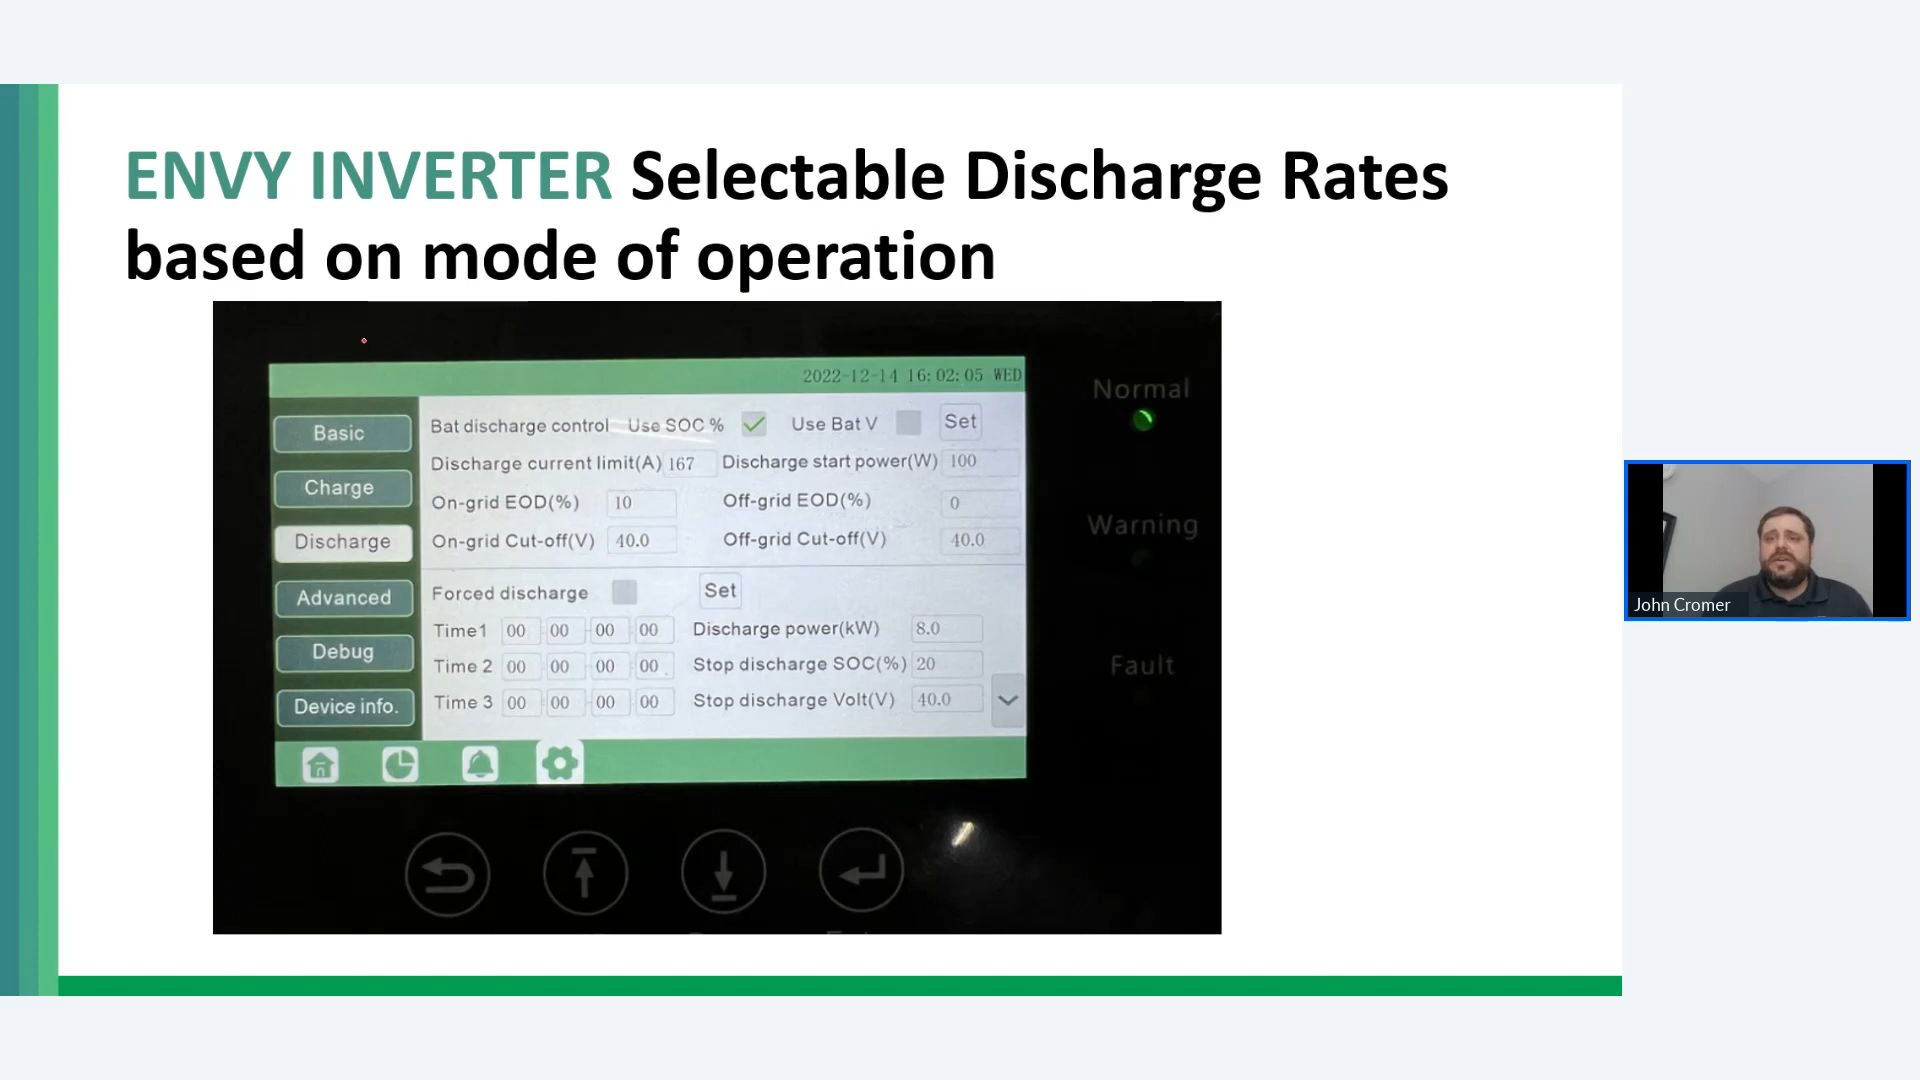 ENVY INVERTER Selectable Discharge Rates
based on mode of operation
2022-12-14 16:02:05 WED
Basic
Charge
Discharge
Advanced
Debug
Device info.
Bat discharge control Use SOC % Use Bat V Set
Discharge current limit(A) 167 Discharge start power(W) 100
On-grid EOD(%) 10 Off-grid EOD(%) 0
On-grid Cut-off(V) 40.0 Off-grid Cut-off(V) 40.0
Forced discharge Set
Time1 00 : 00 - 00 : 00 Discharge power(kW) 8.0
Time 2 00 00 00 00 Stop discharge SOC(%) 20
Time 3 00 00 00 00 Stop discharge Volt(V) 40.0
Normal
Warning
Fault
John Cromer